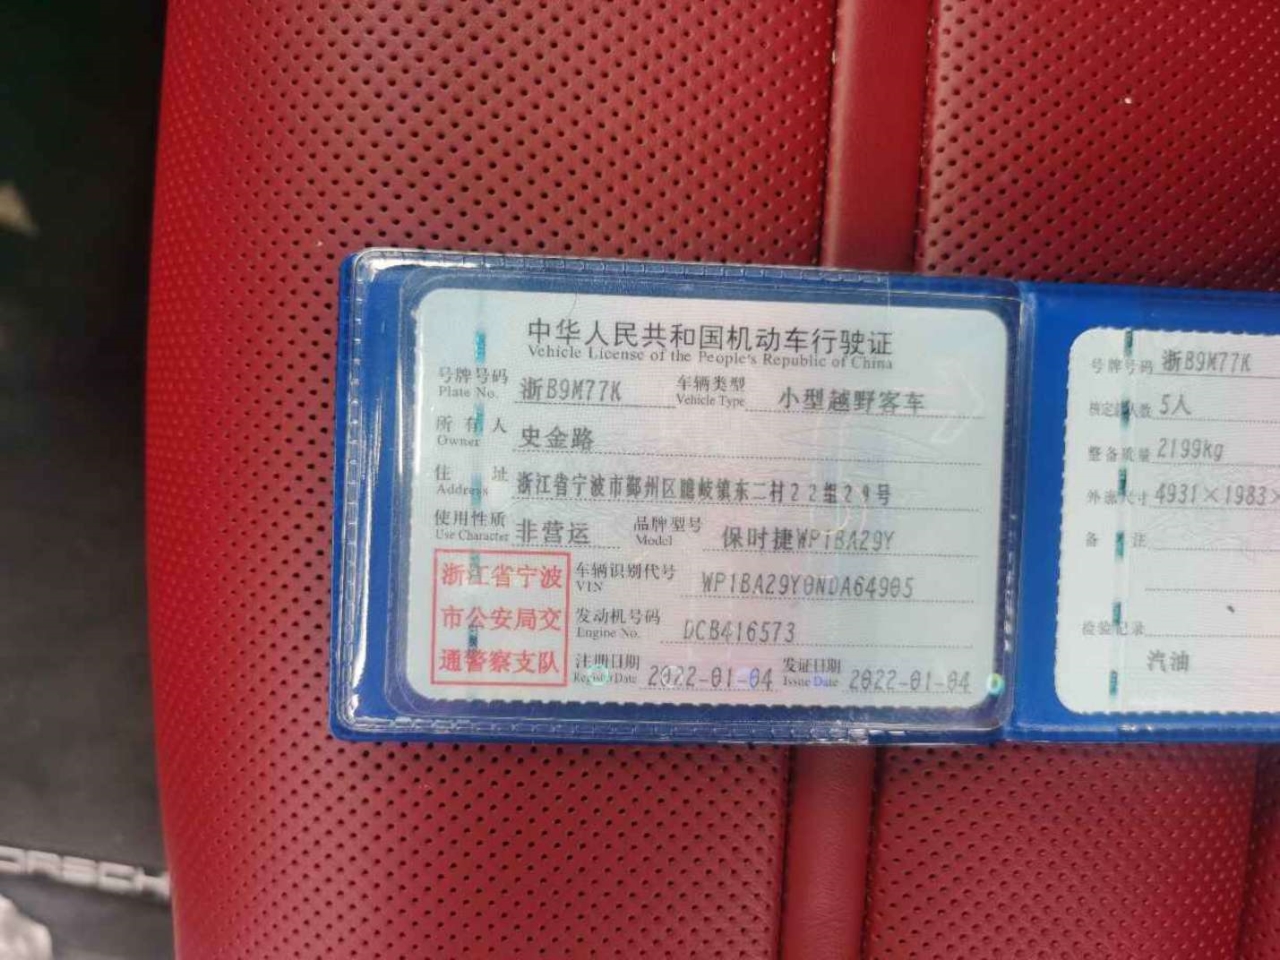 中华人民共和国机动车行驶证
Vehicle License of the People's Republic of China
号牌号码 浙B9M77K 车辆类型 小型越野客车
Plate No. Vehicle Type
所有人 史金路
Owner
住址 浙江省宁波市鄞州区瞻岐镇东二村22组29号
Address
使用性质 非营运 品牌型号 保时捷WP1BA29Y
Use Character Model
浙江省宁波
市公安局交
通警察支队
车辆识别代号 WP1BA29Y0NDA64905
VIN
发动机号码 DCB416573
Engine No.
注册日期 2022-01-04 发证日期 2022-01-04
Register Date Issue Date
号牌号码 浙B9M77K
核定载人数 5人
整备质量 2199kg
外廓尺寸 4931×1983×
备注
检验记录
汽油
ORSCH